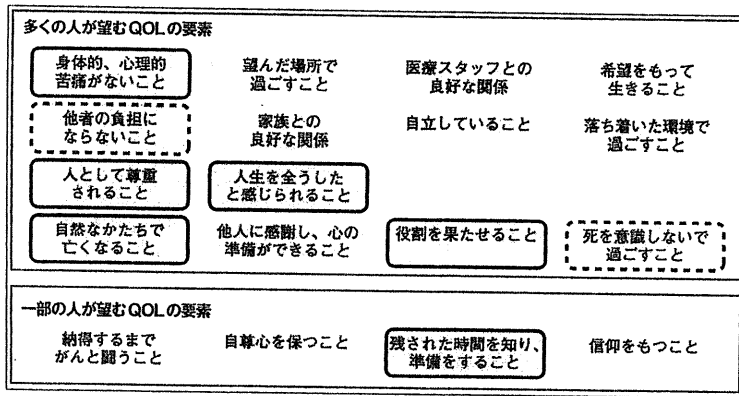 多くの人が望むQOLの要素
身体的、心理的
苦痛がないこと
望んだ場所で
過ごすこと
医療スタッフとの
良好な関係
希望をもって
生きること
他者の負担に
ならないこと
家族との
良好な関係
自立していること
落ち着いた環境で
過ごすこと
人として尊重
されること
人生を全うした
と感じられること
自然なかたちで
亡くなること
他人に感謝し、心の
準備ができること
役割を果たせること
死を意識しないで
過ごすこと
一部の人が望むQOLの要素
納得するまで
がんと闘うこと
自尊心を保つこと
残された時間を知り、
準備をすること
信仰をもつこと